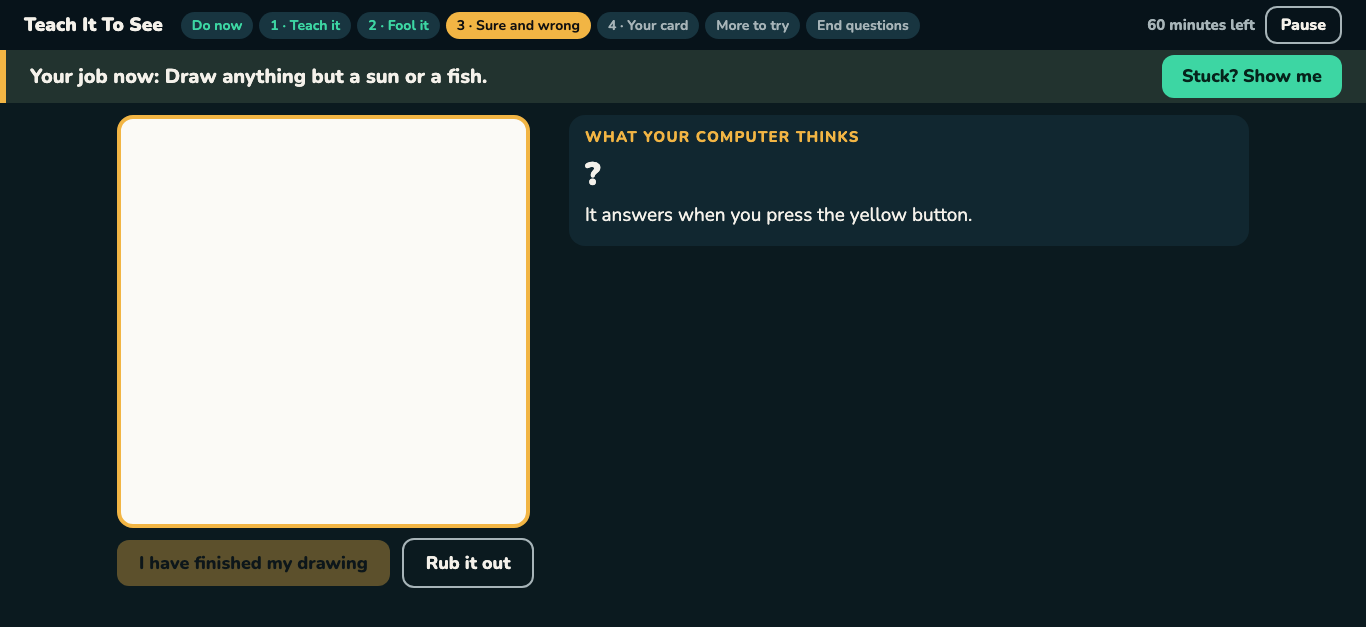 Teach It To See
Do now
1 · Teach it
2 · Fool it
3 · Sure and wrong
4 · Your card
More to try
End questions
60 minutes left
Pause
Your job now: Draw anything but a sun or a fish.
Stuck? Show me
WHAT YOUR COMPUTER THINKS
?
It answers when you press the yellow button.
I have finished my drawing
Rub it out